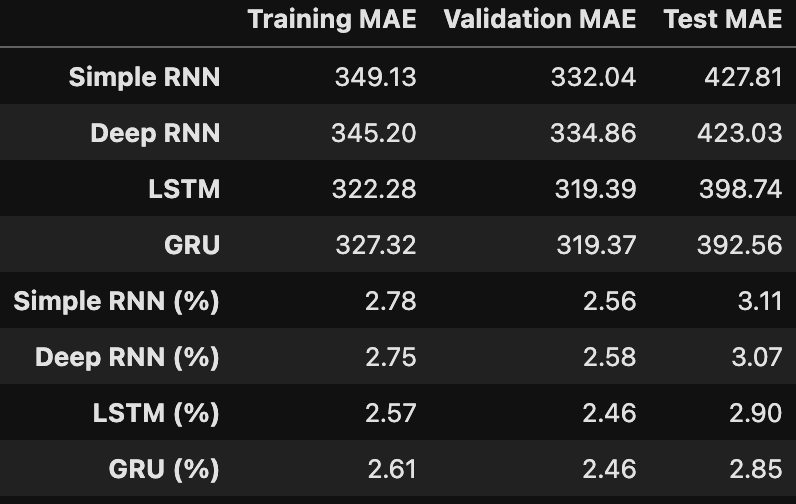 Training MAE Validation MAE Test MAE
Simple RNN 349.13 332.04 427.81
Deep RNN 345.20 334.86 423.03
LSTM 322.28 319.39 398.74
GRU 327.32 319.37 392.56
Simple RNN (%) 2.78 2.56 3.11
Deep RNN (%) 2.75 2.58 3.07
LSTM (%) 2.57 2.46 2.90
GRU (%) 2.61 2.46 2.85